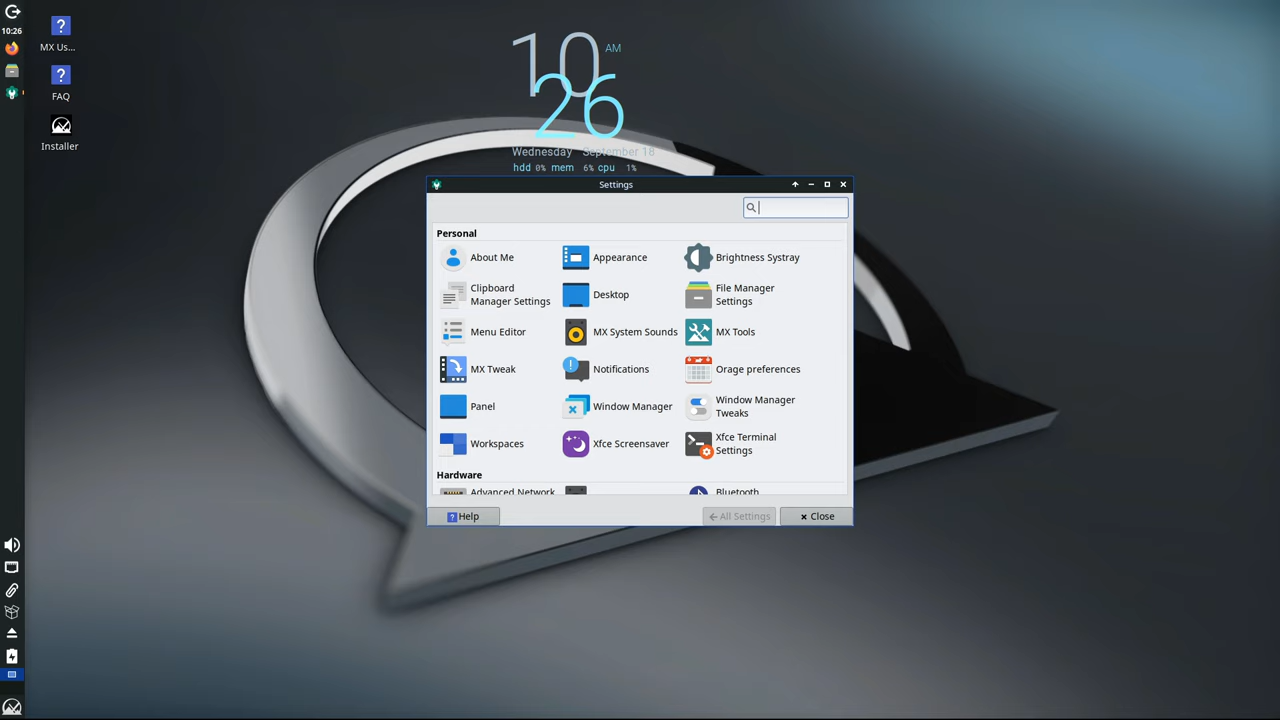 10:26
MX Us...
FAQ
Installer
10 AM
26
Wednesday September 18
hdd 0% mem 6% cpu 1%
Settings
Personal
About Me
Appearance
Brightness Systray
Clipboard
Manager Settings
Desktop
File Manager
Settings
Menu Editor
MX System Sounds
MX Tools
MX Tweak
Notifications
Orage preferences
Panel
Window Manager
Window Manager
Tweaks
Workspaces
Xfce Screensaver
Xfce Terminal
Settings
Hardware
Advanced Network
Bluetooth
Help
All Settings
Close